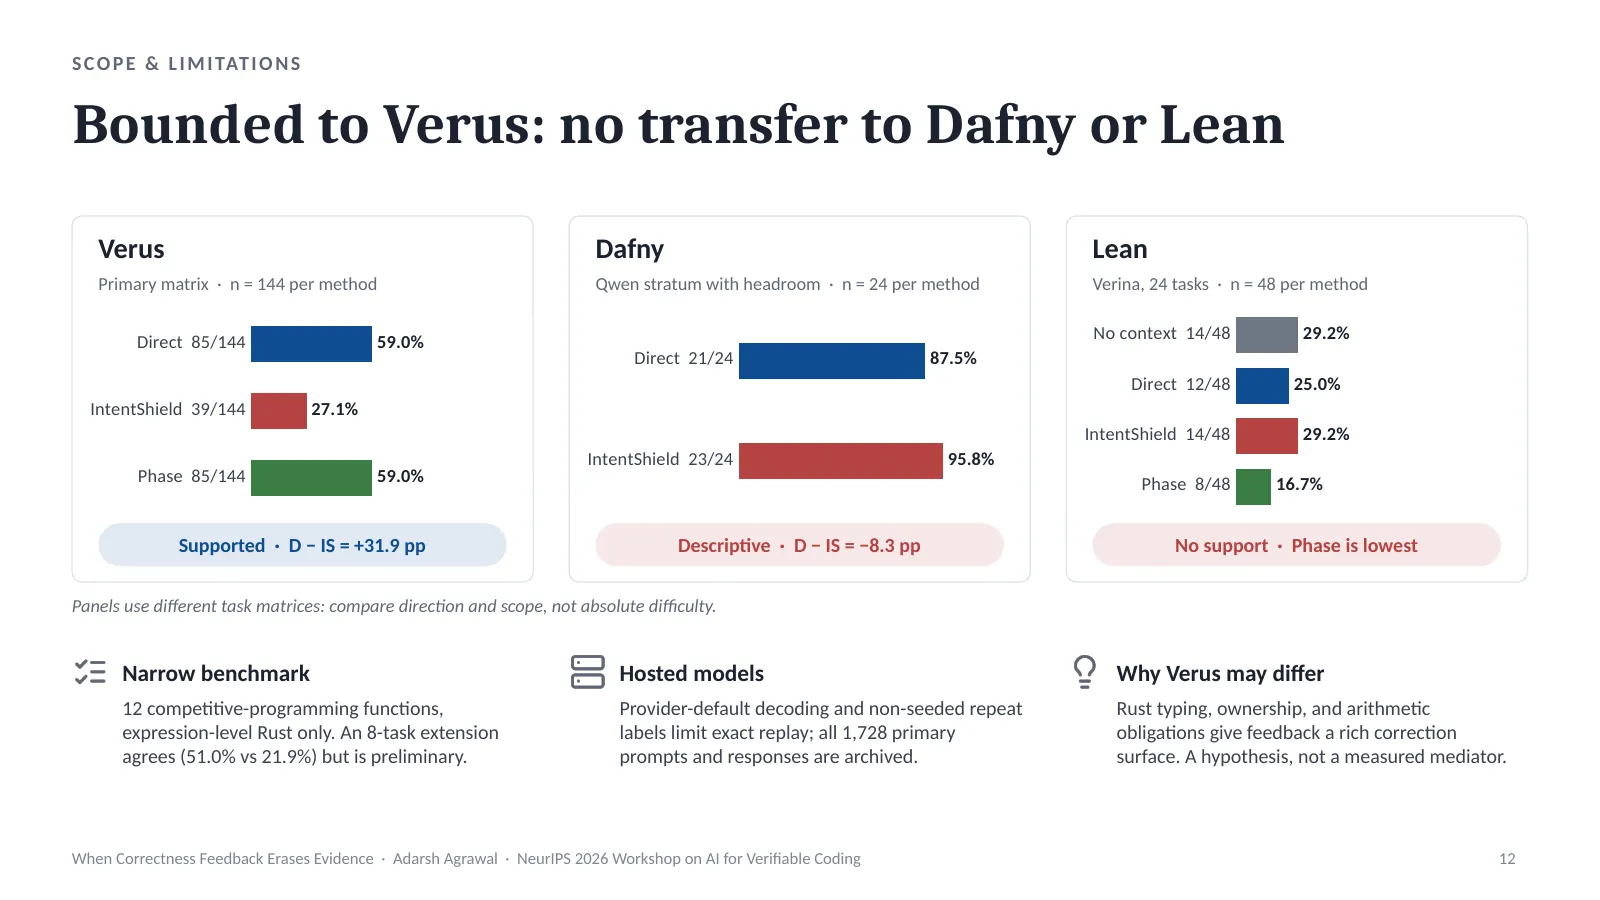 SCOPE & LIMITATIONS
Bounded to Verus: no transfer to Dafny or Lean
Verus
Primary matrix · n = 144 per method
Direct 85/144 59.0%
IntentShield 39/144 27.1%
Phase 85/144 59.0%
Supported · D − IS = +31.9 pp
Dafny
Qwen stratum with headroom · n = 24 per method
Direct 21/24 87.5%
IntentShield 23/24 95.8%
Descriptive · D − IS = −8.3 pp
Lean
Verina, 24 tasks · n = 48 per method
No context 14/48 29.2%
Direct 12/48 25.0%
IntentShield 14/48 29.2%
Phase 8/48 16.7%
No support · Phase is lowest
Panels use different task matrices: compare direction and scope, not absolute difficulty.
Narrow benchmark
12 competitive-programming functions,
expression-level Rust only. An 8-task extension
agrees (51.0% vs 21.9%) but is preliminary.
Hosted models
Provider-default decoding and non-seeded repeat
labels limit exact replay; all 1,728 primary
prompts and responses are archived.
Why Verus may differ
Rust typing, ownership, and arithmetic
obligations give feedback a rich correction
surface. A hypothesis, not a measured mediator.
When Correctness Feedback Erases Evidence · Adarsh Agrawal · NeurIPS 2026 Workshop on AI for Verifiable Coding
12